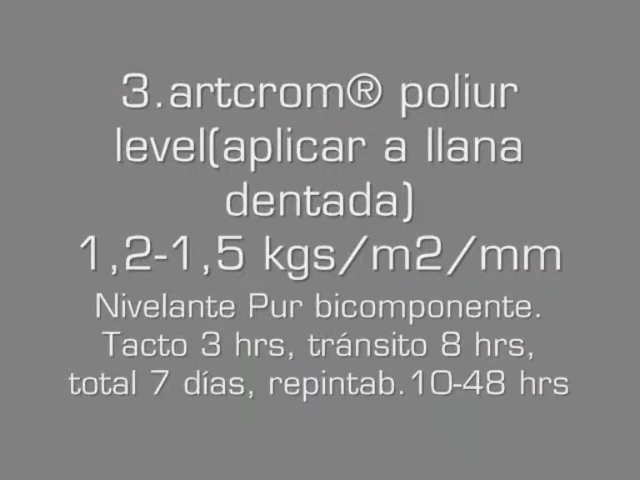 3.artcrom® poliur
level(aplicar a llana
dentada)
1,2-1,5 kgs/m2/mm
Nivelante Pur bicomponente.
Tacto 3 hrs, tránsito 8 hrs,
total 7 días, repintab.10-48 hrs